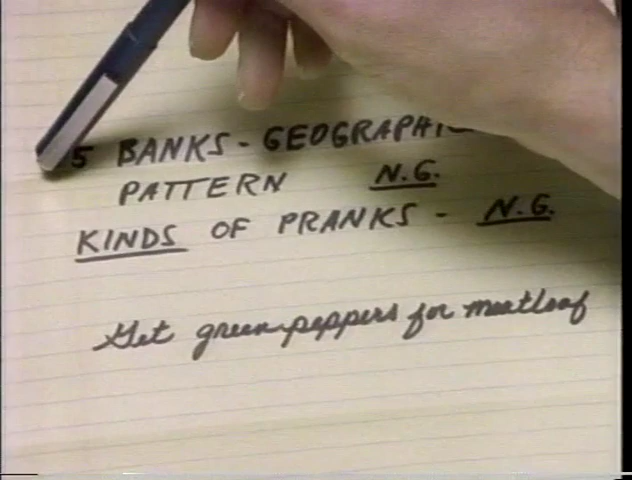 5 BANKS - GEOGRAPHIC
PATTERN N.G.
KINDS OF PRANKS - N.G.
Get green peppers for meatloaf